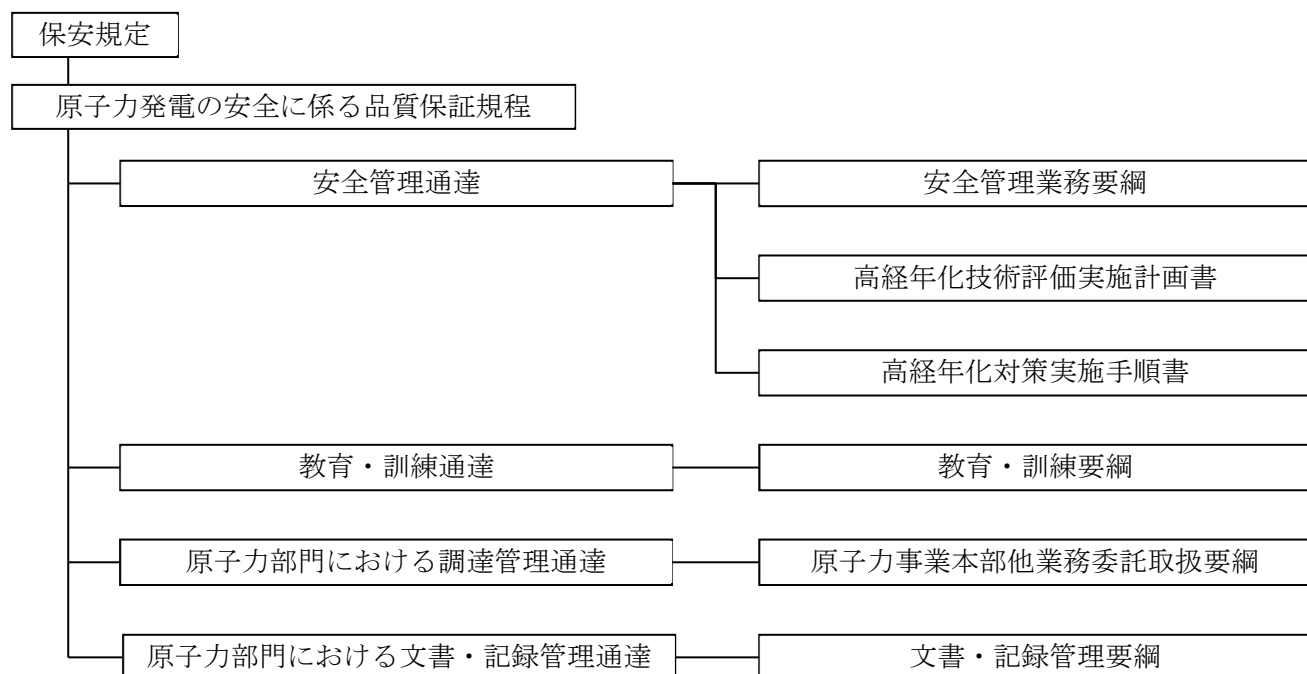 保安規定
原子力発電の安全に係る品質保証規程
安全管理通達
安全管理業務要綱
高経年化技術評価実施計画書
高経年化対策実施手順書
教育・訓練通達
教育・訓練要綱
原子力部門における調達管理通達
原子力事業本部他業務委託取扱要綱
原子力部門における文書・記録管理通達
文書・記録管理要綱